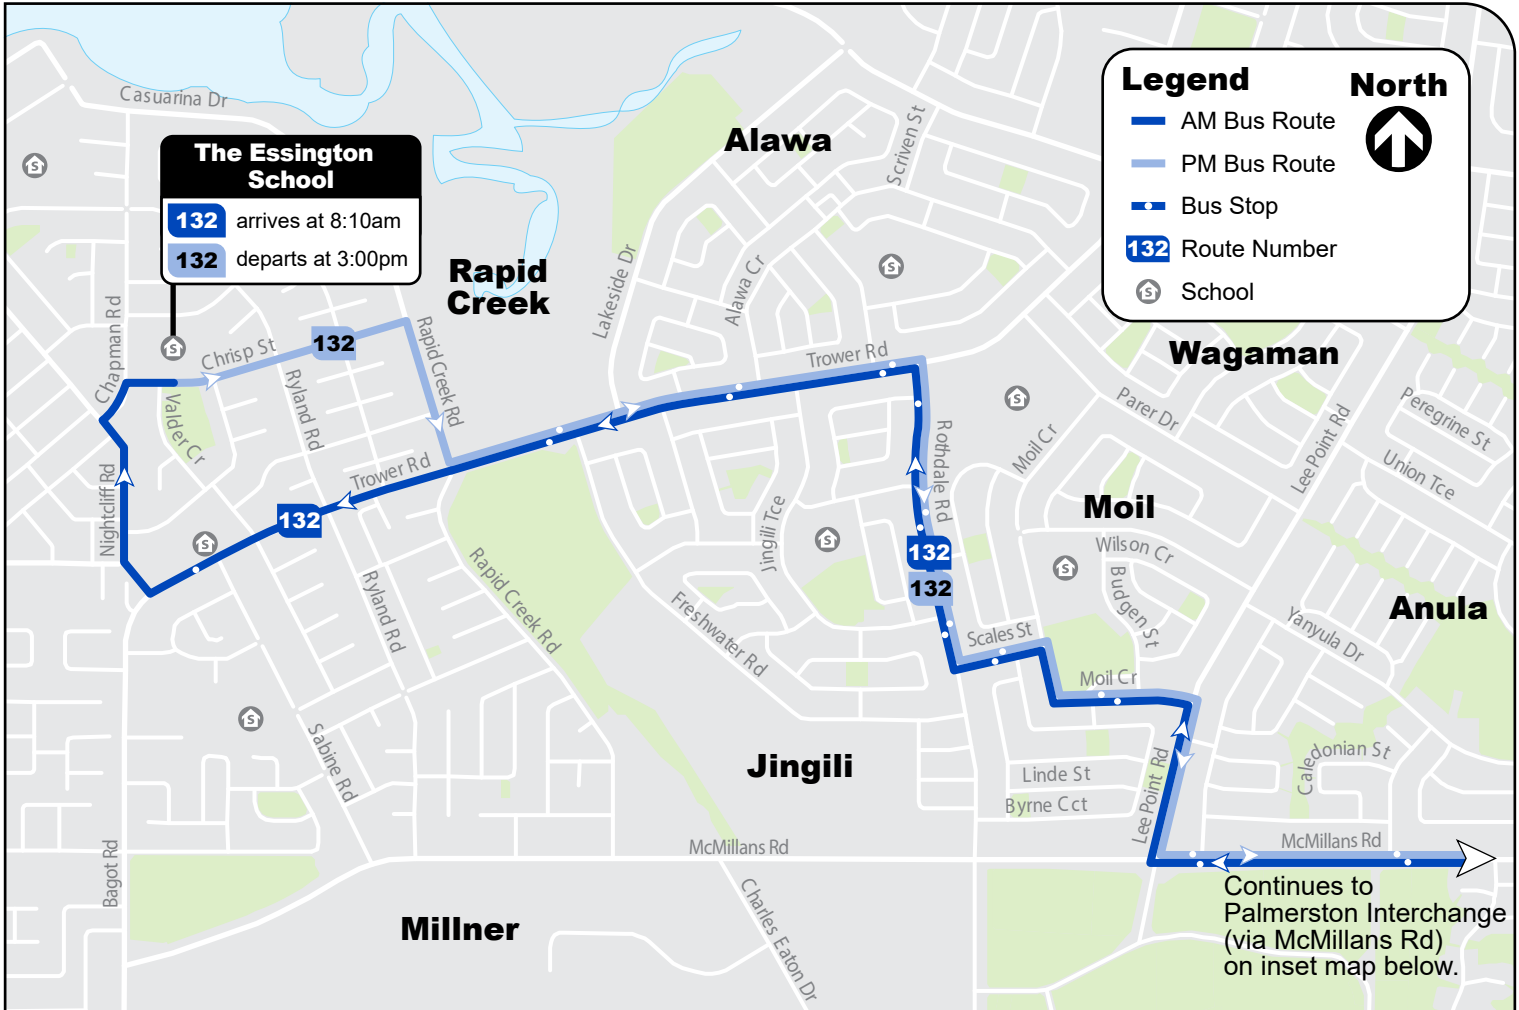 Casuarina Dr
The Essington
School
132 arrives at 8:10am
132 departs at 3:00pm
Legend
North
AM Bus Route
PM Bus Route
Bus Stop
132 Route Number
S School
Alawa
Scriven St
Rapid
Creek
Lakeside Dr
Alawa Cr
Chapman Rd
Chrisp St
132
Rapid Creek Rd
Ryland Rd
Valder Cr
Trower Rd
Wagaman
Parer Dr
Lee Point Rd
Peregrine St
Union Tce
Moil Cr
Rothdale Rd
Trower Rd
Nightcliff Rd
132
Jingili Tce
Moil
Wilson Cr
Budgen St
132
132
Anula
Yanyula Dr
Rapid Creek Rd
Ryland Rd
Freshwater Rd
Scales St
Moil Cr
Sabine Rd
Jingili
Linde St
Byrne Cct
Lee Point Rd
Caledonian St
McMillans Rd
McMillans Rd
Bagot Rd
Charles Eaton Dr
Millner
Continues to
Palmerston Interchange
(via McMillans Rd)
on inset map below.
S
S
S
S
S
S
S
S